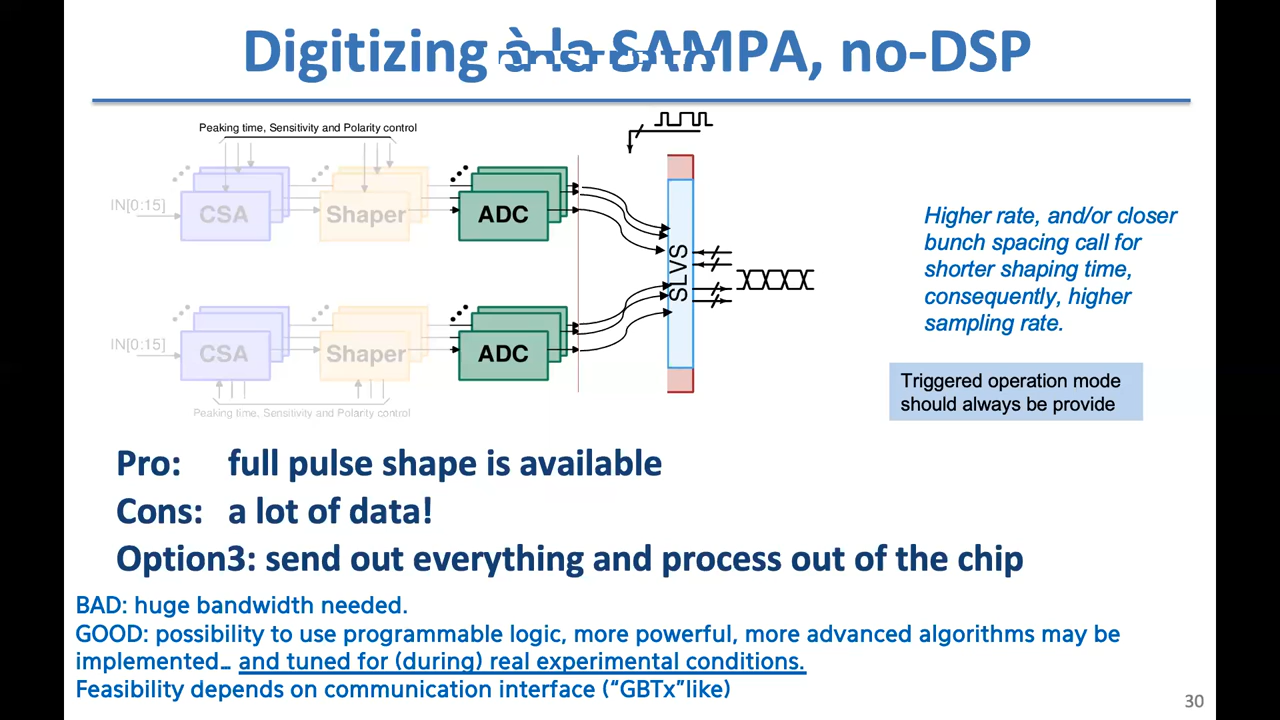 Digitizing à la SAMPA, no-DSP
Peaking time, Sensitivity and Polarity control
IN[0:15]
CSA
Shaper
ADC
SLVS
IN[0:15]
CSA
Shaper
ADC
Peaking time, Sensitivity and Polarity control
Higher rate, and/or closer
bunch spacing call for
shorter shaping time,
consequently, higher
sampling rate.
Triggered operation mode
should always be provide
Pro: full pulse shape is available
Cons: a lot of data!
Option3: send out everything and process out of the chip
BAD: huge bandwidth needed.
GOOD: possibility to use programmable logic, more powerful, more advanced algorithms may be
implemented… and tuned for (during) real experimental conditions.
Feasibility depends on communication interface (“GBTx”like)
30